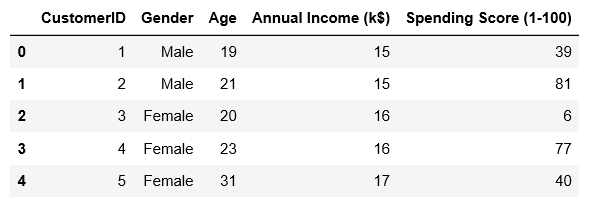 CustomerID Gender Age Annual Income (k$) Spending Score (1-100)
0 1 Male 19 15 39
1 2 Male 21 15 81
2 3 Female 20 16 6
3 4 Female 23 16 77
4 5 Female 31 17 40